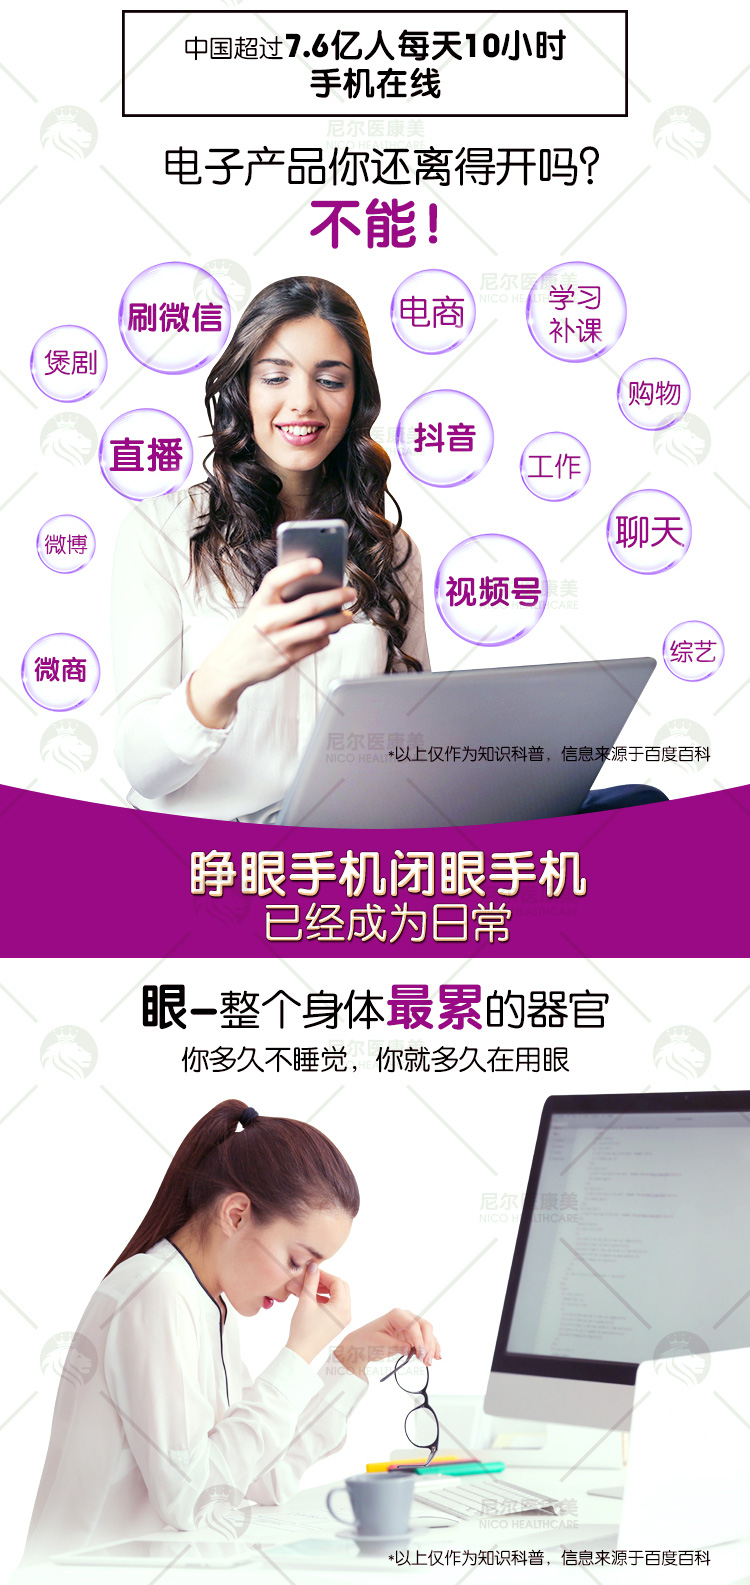 中国超过7.6亿人每天10小时
手机在线
电子产品你还离得开吗?
不能!
刷微信
电商
学习
补课
煲剧
购物
直播
抖音
工作
微博
聊天
视频号
微商
综艺
*以上仅作为知识科普，信息来源于百度百科
睁眼手机闭眼手机
已经成为日常
眼-整个身体最累的器官
你多久不睡觉，你就多久在用眼
*以上仅作为知识科普，信息来源于百度百科
尼尔医康美
NICO HEALTHCARE